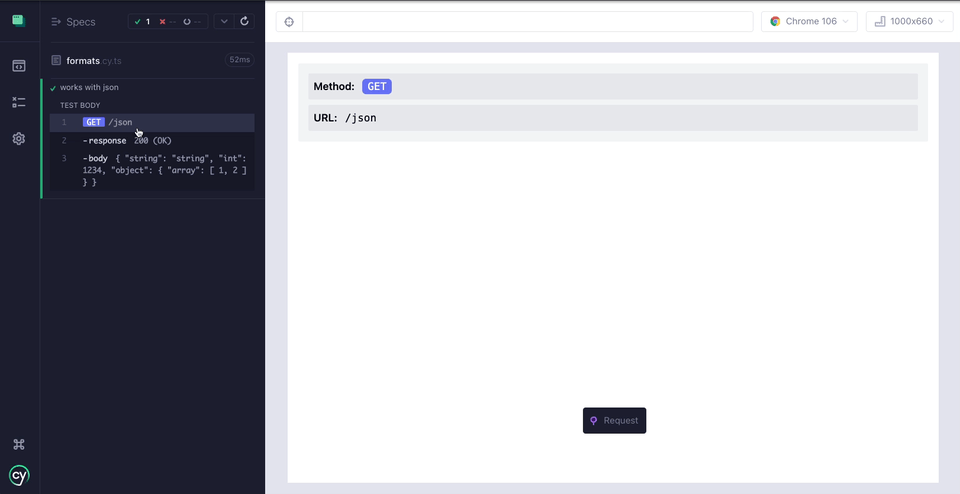 Specs
1
--
--
Chrome 106
1000x660
formats.cy.ts
52ms
works with json
TEST BODY
1 GET /json
2 -response 200 (OK)
3 -body { "string": "string", "int":
1234, "object": { "array": [ 1, 2 ]
} }
Method: GET
URL: /json
Request
cy